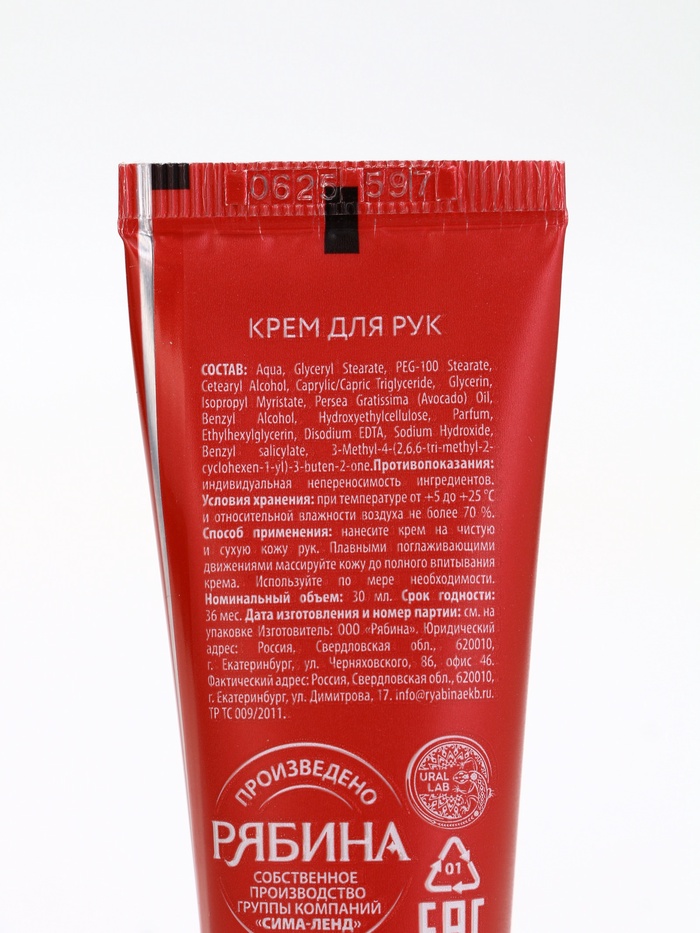 0625 597
КРЕМ ДЛЯ РУК
СОСТАВ: Aqua, Glyceryl Stearate, PEG-100 Stearate,
Cetearyl Alcohol, Caprylic/Capric Triglyceride, Glycerin,
Isopropyl Myristate, Persea Gratissima (Avocado) Oil,
Benzyl Alcohol, Hydroxyethylcellulose, Parfum,
Ethylhexylglycerin, Disodium EDTA, Sodium Hydroxide,
Benzyl salicylate, 3-Methyl-4-(2,6,6-tri-methyl-2-
cyclohexen-1-yl)-3-buten-2-one.Противопоказания:
индивидуальная непереносимость ингредиентов.
Условия хранения: при температуре от +5 до +25 °С
и относительной влажности воздуха не более 70 %.
Способ применения: нанесите крем на чистую
и сухую кожу рук. Плавными поглаживающими
движениями массируйте кожу до полного впитывания
крема. Используйте по мере необходимости.
Номинальный объем: 30 мл. Срок годности:
36 мес. Дата изготовления и номер партии: см. на
упаковке Изготовитель: ООО «Рябина», Юридический
адрес: Россия, Свердловская обл., 620010,
г. Екатеринбург, ул. Черняховского, 86, офис 46.
Фактический адрес: Россия, Свердловская обл., 620010,
г. Екатеринбург, ул. Димитрова, 17. info@ryabinaekb.ru.
ТР ТС 009/2011.
ПРОИЗВЕДЕНО
РЯБИНА
СОБСТВЕННОЕ
ПРОИЗВОДСТВО
ГРУППЫ КОМПАНИЙ
«СИМА-ЛЕНД»
URAL
LAB
01
EAC